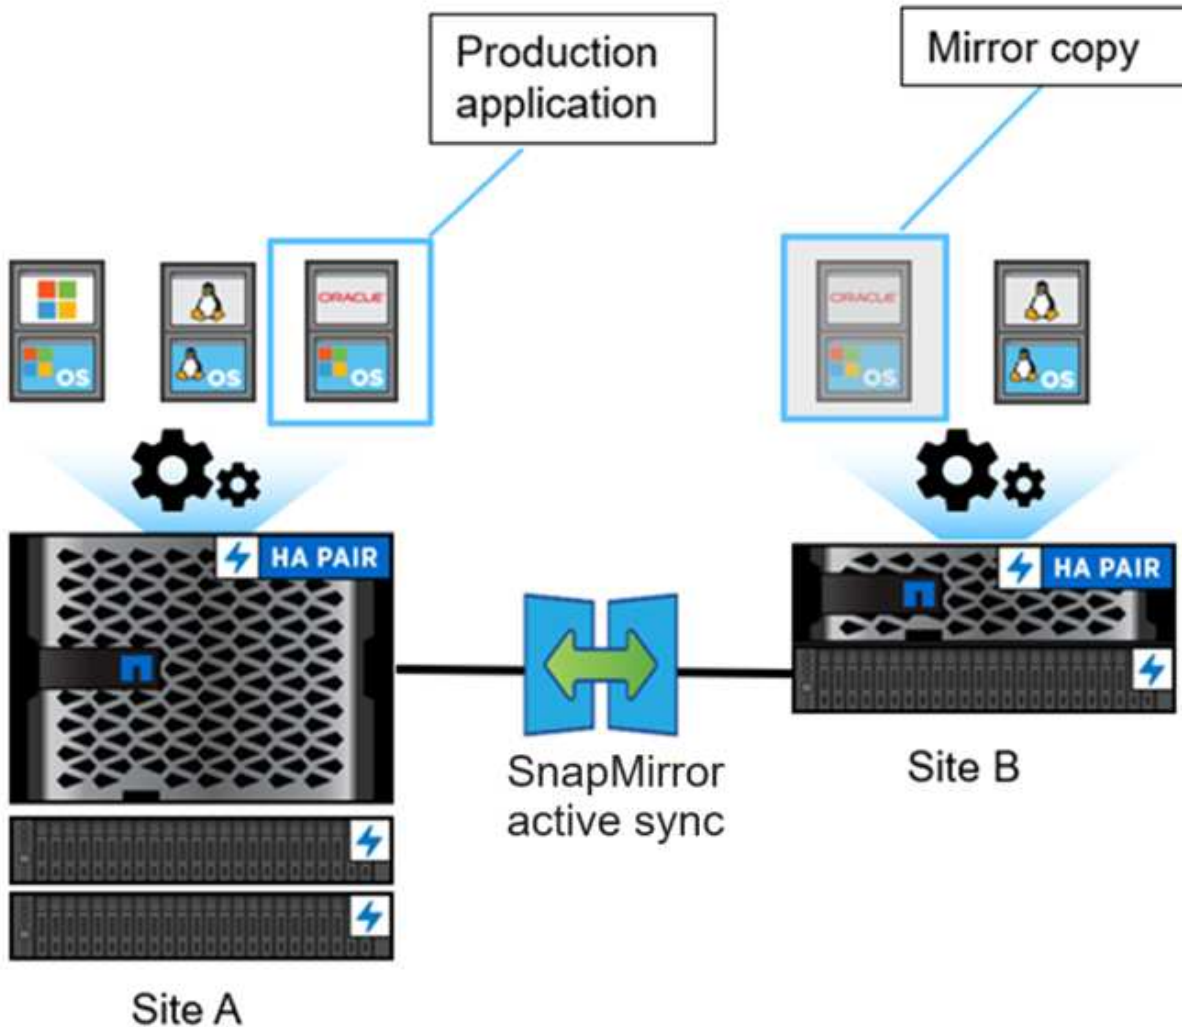 Production
application
Mirror copy
ORACLE
ORACLE
OS
OS
OS
OS
OS
HA PAIR
HA PAIR
SnapMirror
active sync
Site B
Site A